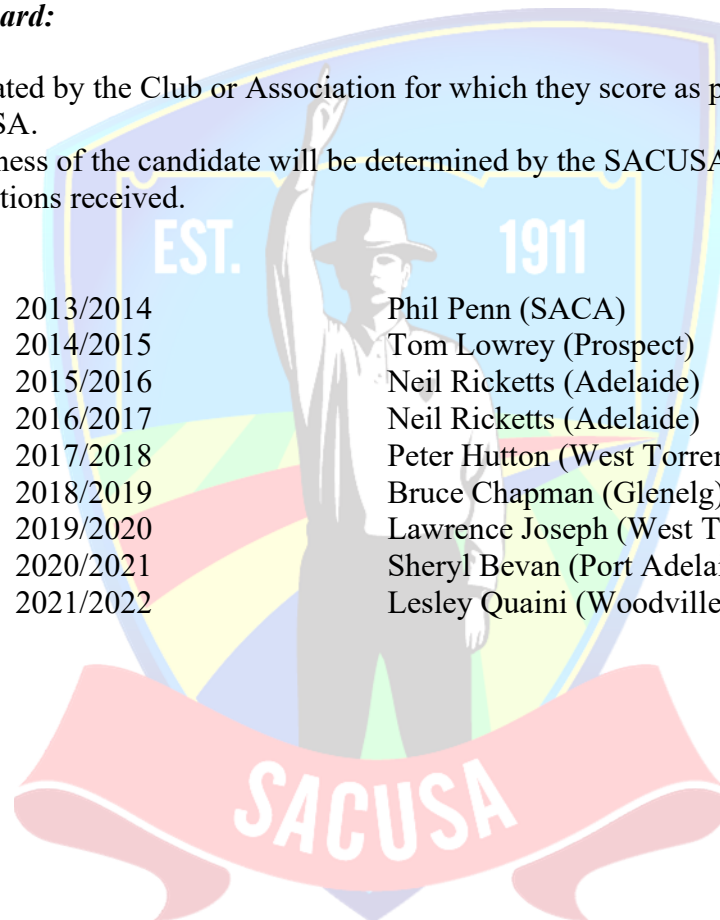 ard:
ated by the Club or Association for which they score as p
SA.
ness of the candidate will be determined by the SACUSA
tions received.
EST. 1911
2013/2014 Phil Penn (SACA)
2014/2015 Tom Lowrey (Prospect)
2015/2016 Neil Ricketts (Adelaide)
2016/2017 Neil Ricketts (Adelaide)
2017/2018 Peter Hutton (West Torren
2018/2019 Bruce Chapman (Glenelg)
2019/2020 Lawrence Joseph (West T
2020/2021 Sheryl Bevan (Port Adelai
2021/2022 Lesley Quaini (Woodville
SACUSA